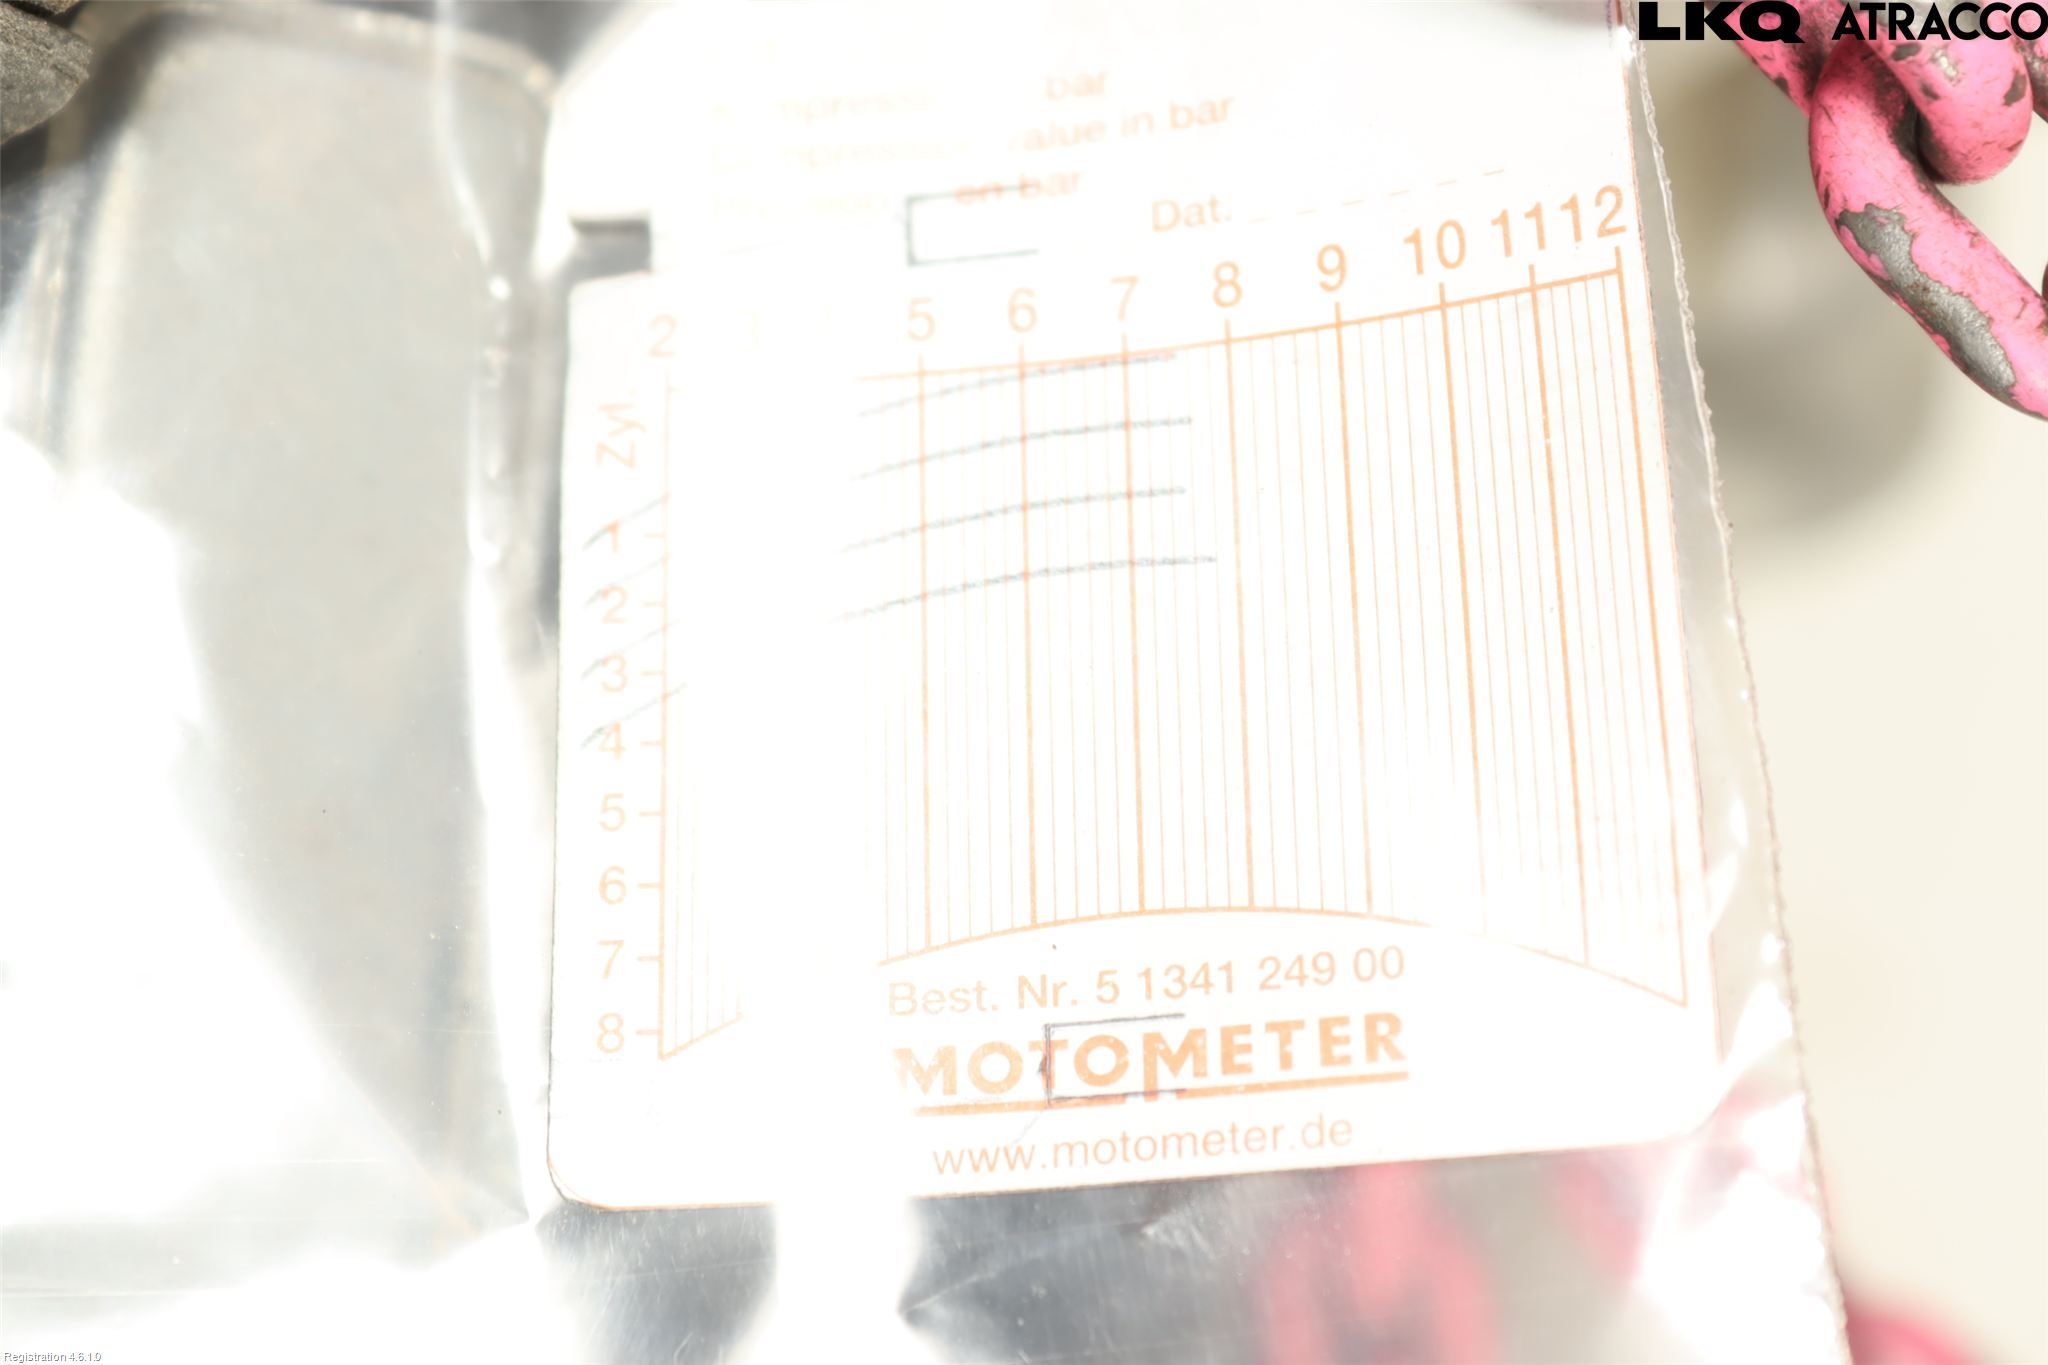 LKQ ATRACCO
bar
value in bar
en bar
Dat.
2 5 6 7 8 9 10 11 12
Zyl.
1
2
3
4
5
6
7
8
Best. Nr. 5 1341 249 00
MOTOMETER
www.motometer.de
Registration 4.6.1.0